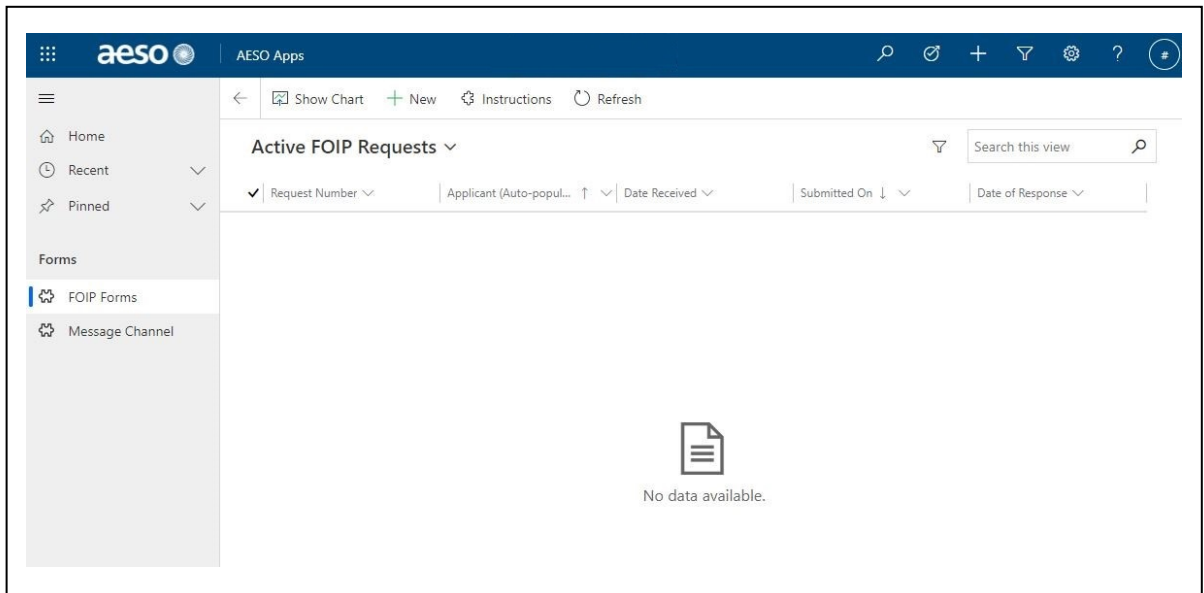 aeso AESO Apps ? #
Show Chart New Instructions Refresh
Home
Recent
Pinned
Forms
FOIP Forms
Message Channel
Active FOIP Requests Search this view
Request Number Applicant (Auto-popul... Date Received Submitted On Date of Response
No data available.